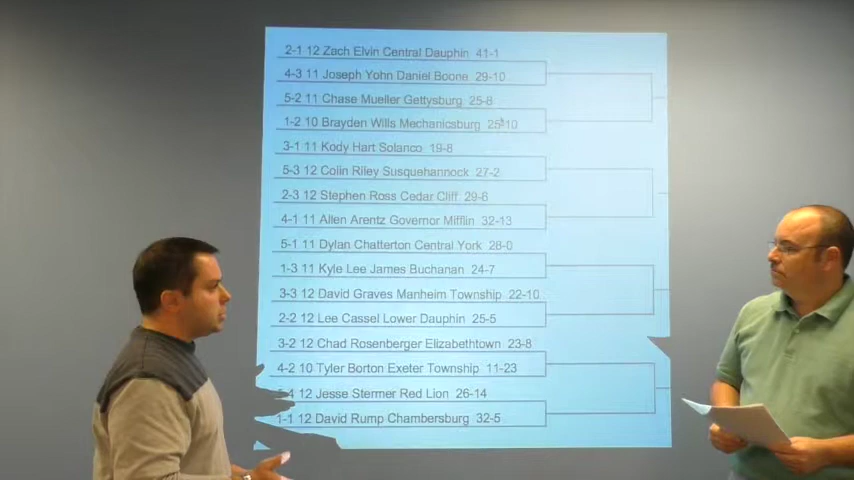 2-1 12 Zach Elvin Central Dauphin 41-1
4-3 11 Joseph Yohn Daniel Boone 29-10
5-2 11 Chase Mueller Gettysburg 25-8
1-2 10 Brayden Wills Mechanicsburg 25-10
3-1 11 Kody Hart Solanco 19-8
5-3 12 Colin Riley Susquehannock 27-2
2-3 12 Stephen Ross Cedar Cliff 29-6
4-1 11 Allen Arentz Governor Mifflin 32-13
5-1 11 Dylan Chatterton Central York 28-0
1-3 11 Kyle Lee James Buchanan 24-7
3-3 12 David Graves Manheim Township 22-10
2-2 12 Lee Cassel Lower Dauphin 25-5
3-2 12 Chad Rosenberger Elizabethtown 23-8
4-2 10 Tyler Borton Exeter Township 11-23
12 Jesse Stermer Red Lion 26-14
1-1 12 David Rump Chambersburg 32-5